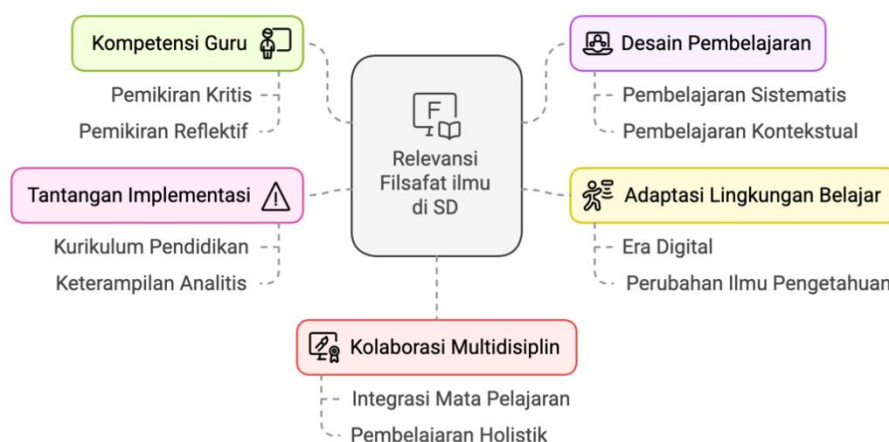 Kompetensi Guru
Pemikiran Kritis
Pemikiran Reflektif
Desain Pembelajaran
Pembelajaran Sistematis
Pembelajaran Kontekstual
F
Relevansi
Filsafat ilmu
di SD
Tantangan Implementasi
Kurikulum Pendidikan
Keterampilan Analitis
Adaptasi Lingkungan Belajar
Era Digital
Perubahan Ilmu Pengetahuan
Kolaborasi Multidisiplin
Integrasi Mata Pelajaran
Pembelajaran Holistik